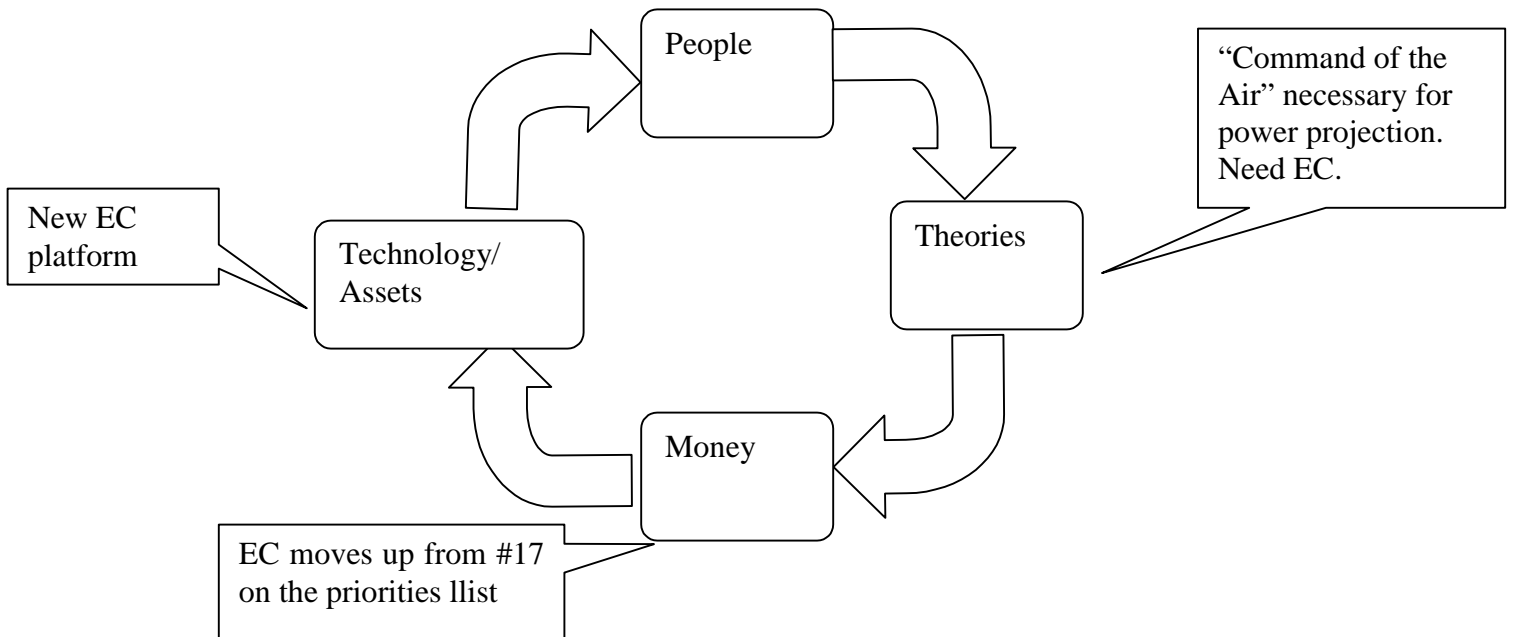 People
“Command of the
Air” necessary for
power projection.
Need EC.
New EC
platform
Technology/
Assets
Theories
Money
EC moves up from #17
on the priorities llist